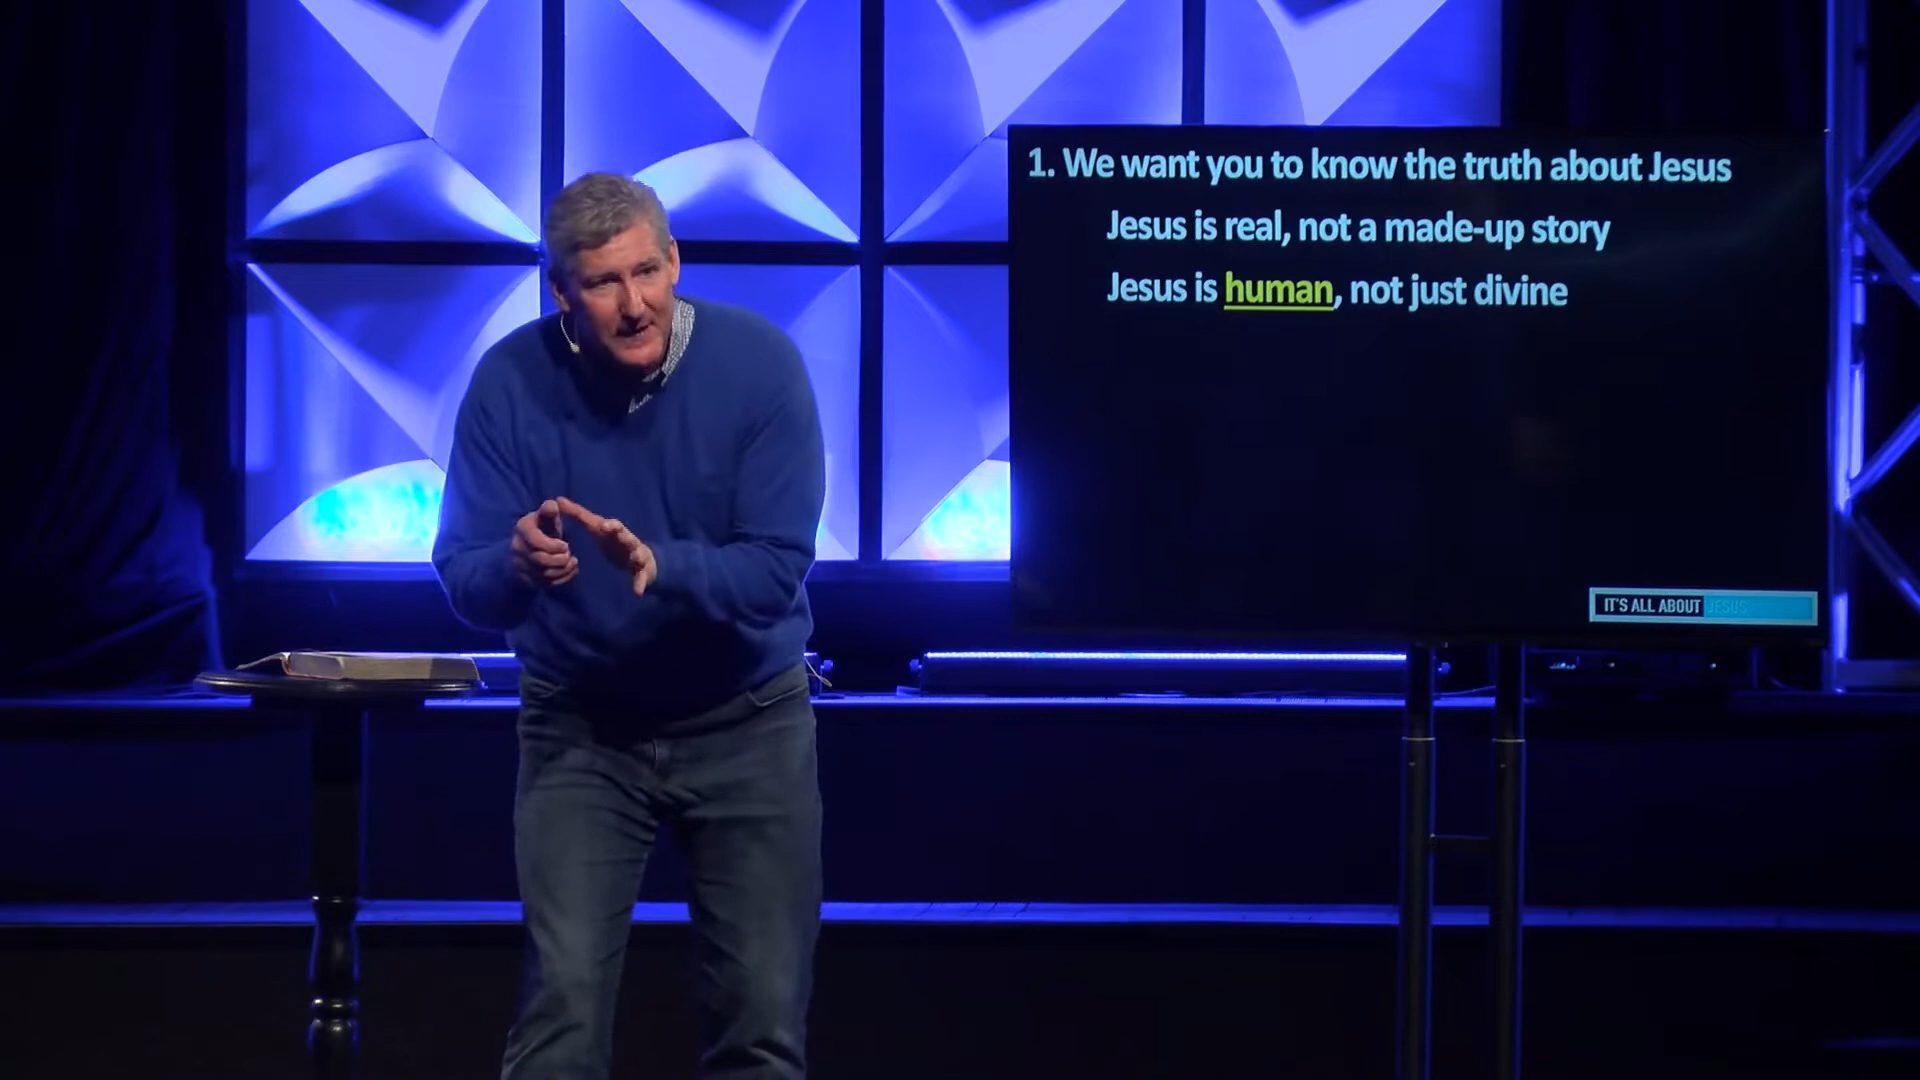 1. We want you to know the truth about Jesus
Jesus is real, not a made-up story
Jesus is human, not just divine
IT'S ALL ABOUT JESUS